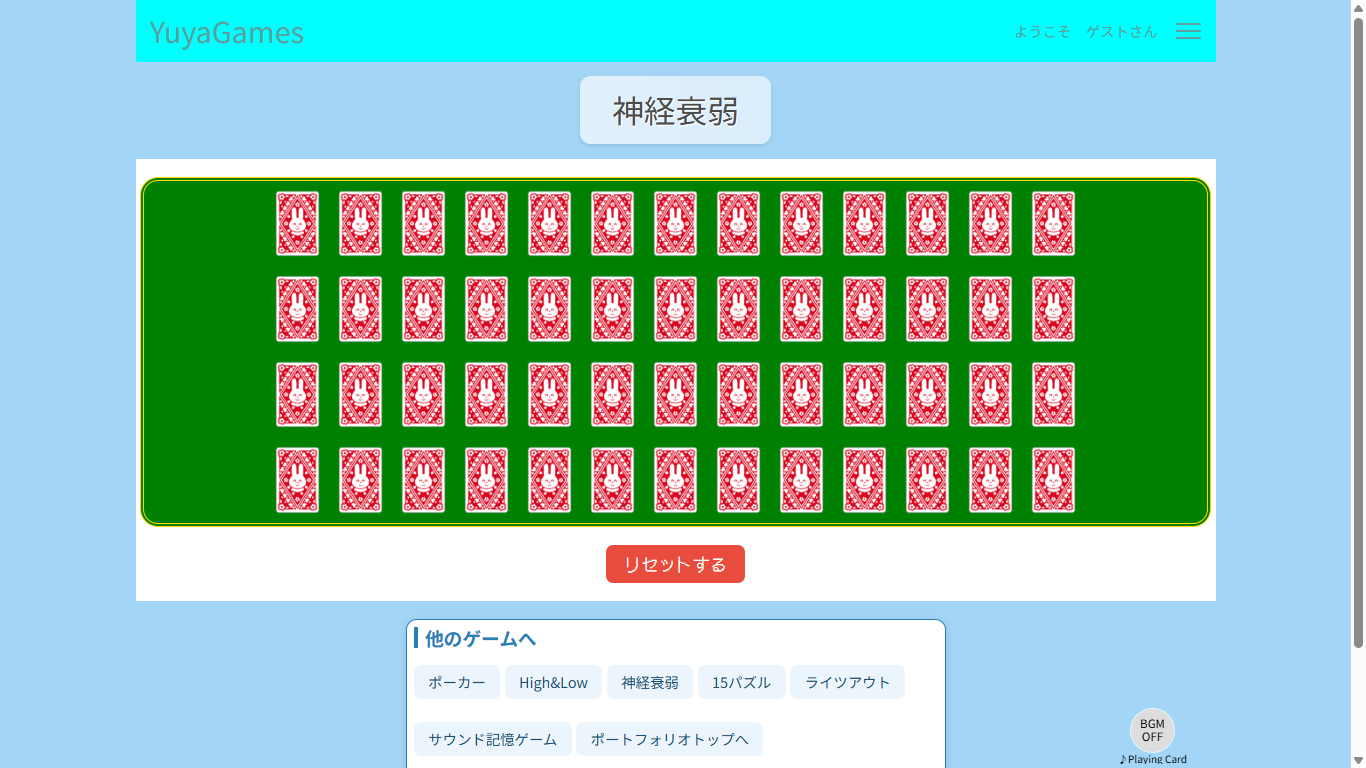 YuyaGames
ようこそ ゲストさん
神経衰弱
リセットする
他のゲームへ
ポーカー High&Low 神経衰弱 15パズル ライツアウト
サウンド記憶ゲーム ポートフォリオトップへ
BGM
OFF
♪Playing Card